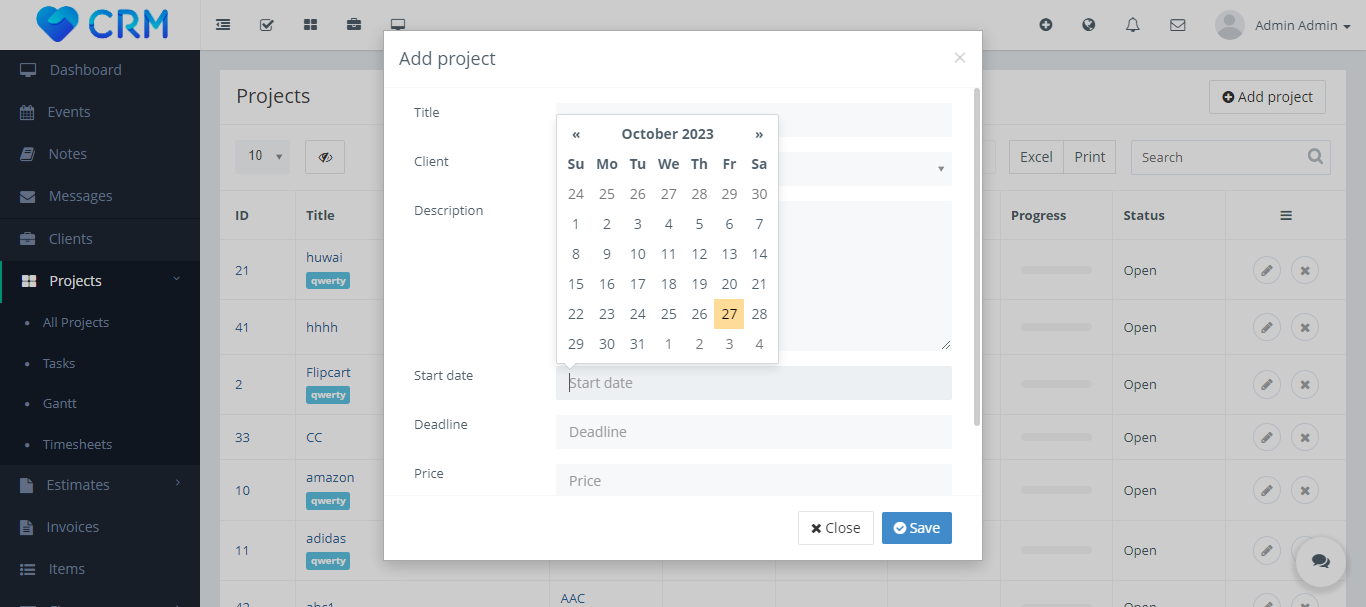 CRM
Admin Admin
Dashboard
Events
Notes
Messages
Clients
Projects
All Projects
Tasks
Gantt
Timesheets
Estimates
Invoices
Items
Projects
Add project
10
Excel
Print
Search
ID
Title
Progress
Status
21
huwai
qwerty
Open
41
hhhh
Open
2
Flipcart
qwerty
Open
33
CC
Open
10
amazon
qwerty
Open
11
adidas
qwerty
Open
AAC
Add project
×
Title
Client
Description
« October 2023 »
Su Mo Tu We Th Fr Sa
24 25 26 27 28 29 30
1 2 3 4 5 6 7
8 9 10 11 12 13 14
15 16 17 18 19 20 21
22 23 24 25 26 27 28
29 30 31 1 2 3 4
Start date
Start date
Deadline
Deadline
Price
Price
Close
Save